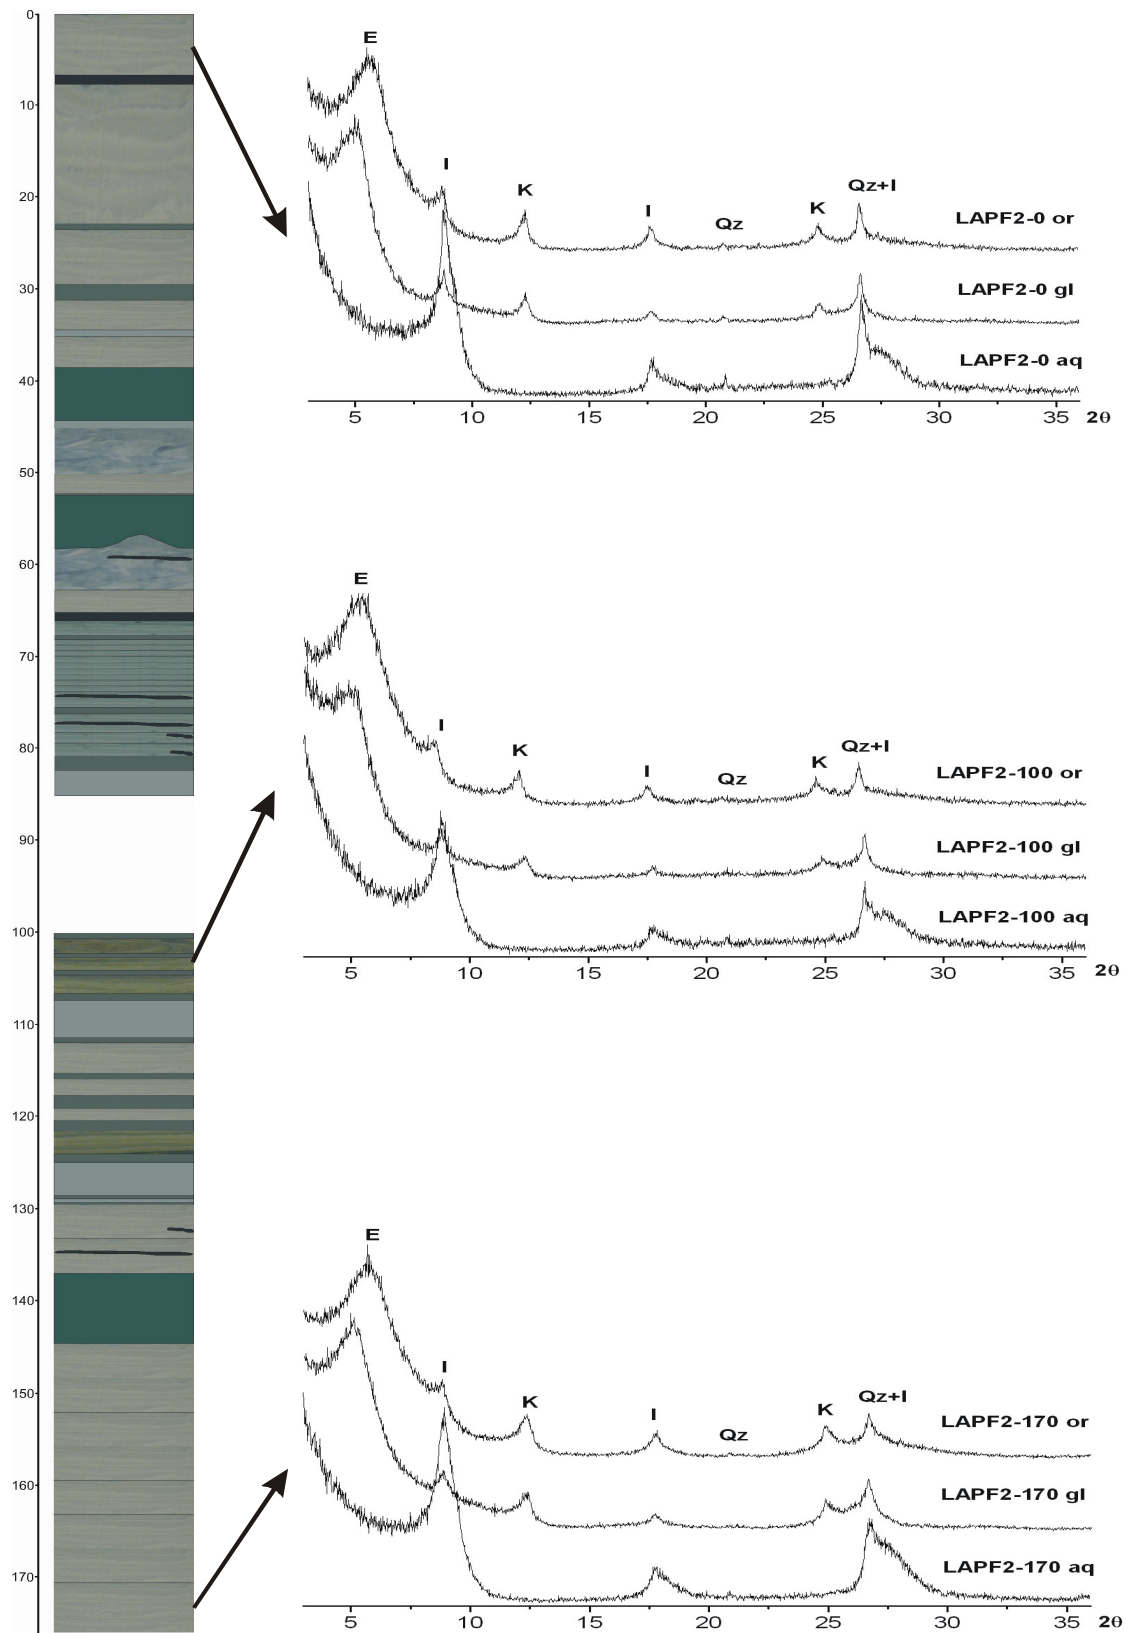 0
10
20
30
40
50
60
70
80
90
100
110
120
130
140
150
160
170
E
I
K
I
Qz
K
Qz+I
LAPF2-0 or
LAPF2-0 gl
LAPF2-0 aq
5 10 15 20 25 30 35 2θ
E
I
K
I
Qz
K
Qz+I
LAPF2-100 or
LAPF2-100 gl
LAPF2-100 aq
5 10 15 20 25 30 35 2θ
E
I
K
I
Qz
K
Qz+I
LAPF2-170 or
LAPF2-170 gl
LAPF2-170 aq
5 10 15 20 25 30 35 2θ